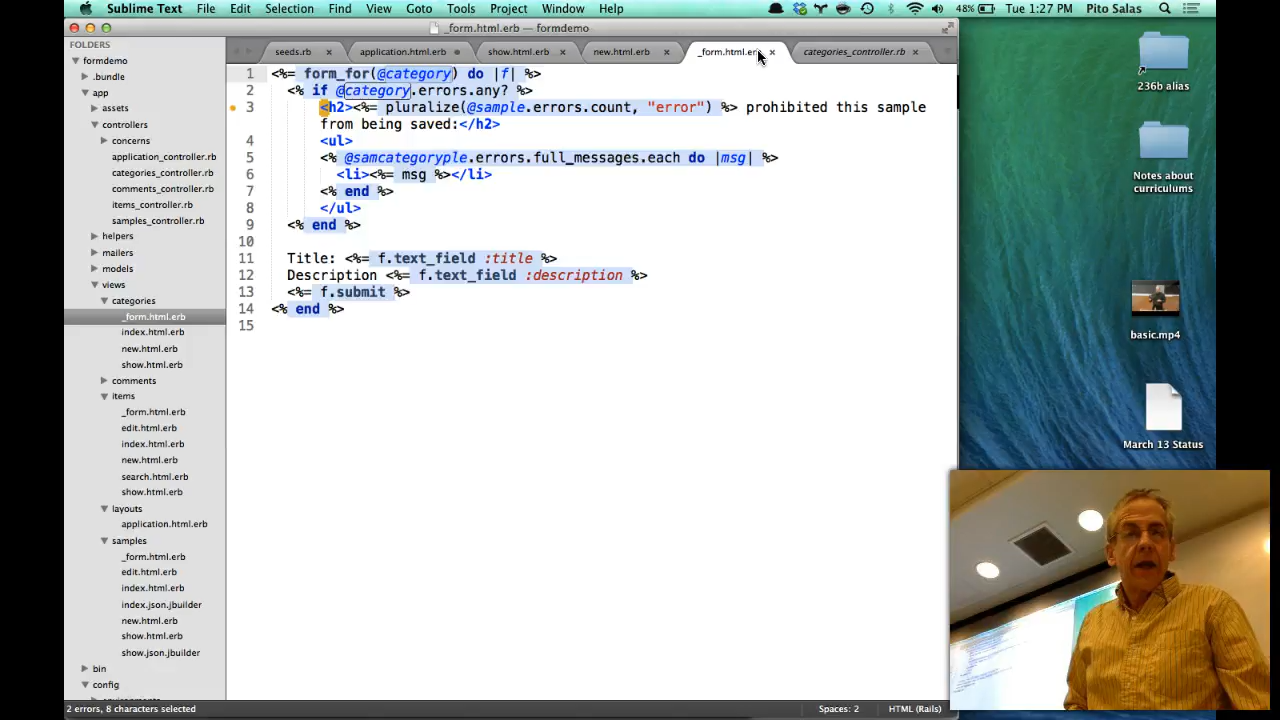 Sublime Text File Edit Selection Find View Goto Tools Project Window Help 48% Tue 1:27 PM Pito Salas
_form.html.erb — formdemo
FOLDERS
formdemo
.bundle
app
assets
controllers
concerns
application_controller.rb
categories_controller.rb
comments_controller.rb
items_controller.rb
samples_controller.rb
helpers
mailers
models
views
categories
_form.html.erb
index.html.erb
new.html.erb
show.html.erb
comments
items
_form.html.erb
edit.html.erb
index.html.erb
new.html.erb
search.html.erb
show.html.erb
layouts
application.html.erb
samples
_form.html.erb
edit.html.erb
index.html.erb
index.json.jbuilder
new.html.erb
show.html.erb
show.json.jbuilder
bin
config
seeds.rb application.html.erb show.html.erb new.html.erb _form.html.erb categories_controller.rb
1 <%= form_for(@category) do |f| %>
2 <% if @category.errors.any? %>
3 <h2><%= pluralize(@sample.errors.count, "error") %> prohibited this sample
from being saved:</h2>
4 <ul>
5 <% @samcategoryple.errors.full_messages.each do |msg| %>
6 <li><%= msg %></li>
7 <% end %>
8 </ul>
9 <% end %>
10
11 Title: <%= f.text_field :title %>
12 Description <%= f.text_field :description %>
13 <%= f.submit %>
14 <% end %>
15
2 errors, 8 characters selected Spaces: 2 HTML (Rails)
236b alias
Notes about
curriculums
basic.mp4
March 13 Status